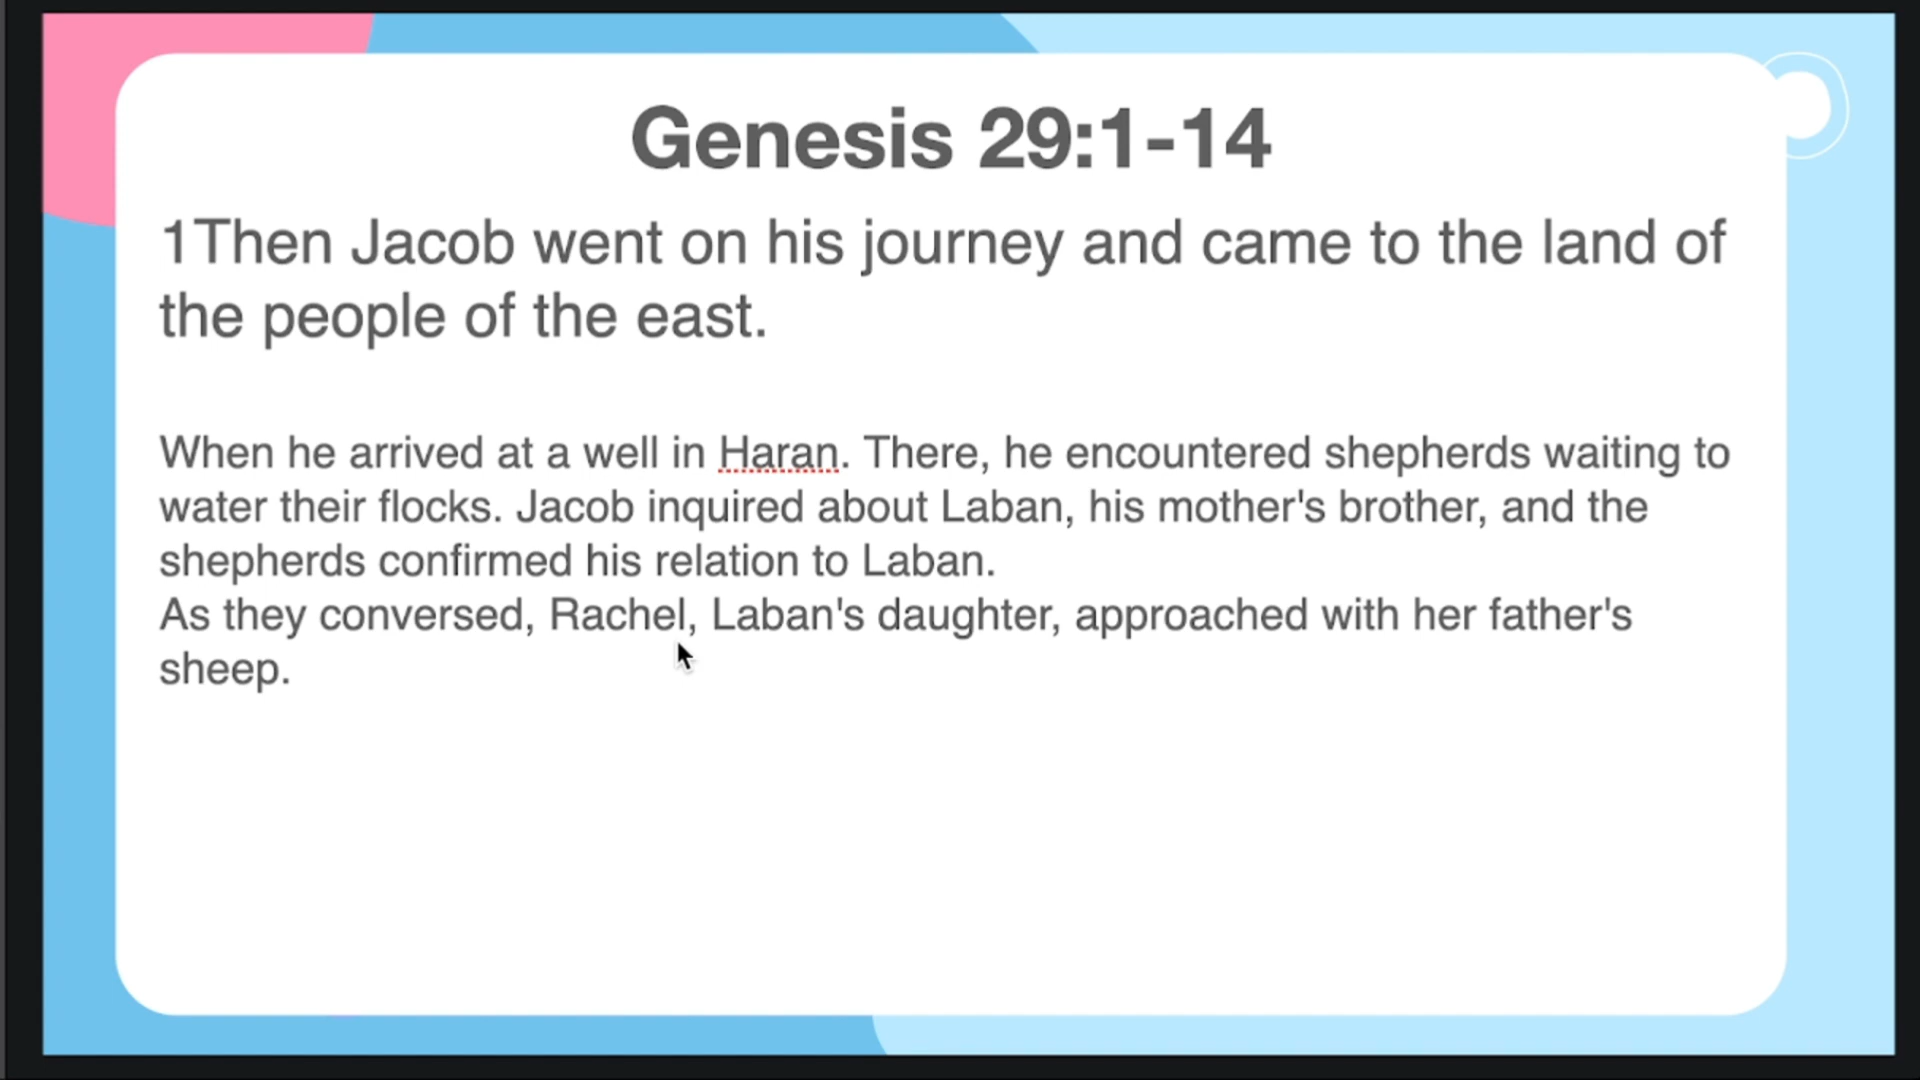 Genesis 29:1-14
1Then Jacob went on his journey and came to the land of
the people of the east.
When he arrived at a well in Haran. There, he encountered shepherds waiting to
water their flocks. Jacob inquired about Laban, his mother's brother, and the
shepherds confirmed his relation to Laban.
As they conversed, Rachel, Laban's daughter, approached with her father's
sheep.